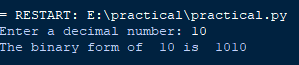 = RESTART: E:\practical\practical.py
Enter a decimal number: 10
The binary form of  10 is  1010